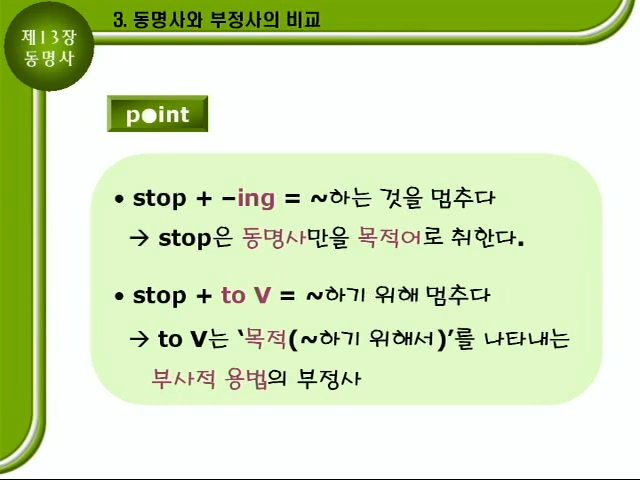 3. 동명사와 부정사의 비교
제13장
동명사
point
• stop + –ing = ~하는 것을 멈추다
→ stop은 동명사만을 목적어로 취한다.
• stop + to V = ~하기 위해 멈추다
→ to V는 ‘목적(~하기 위해서)’를 나타내는
부사적 용법의 부정사